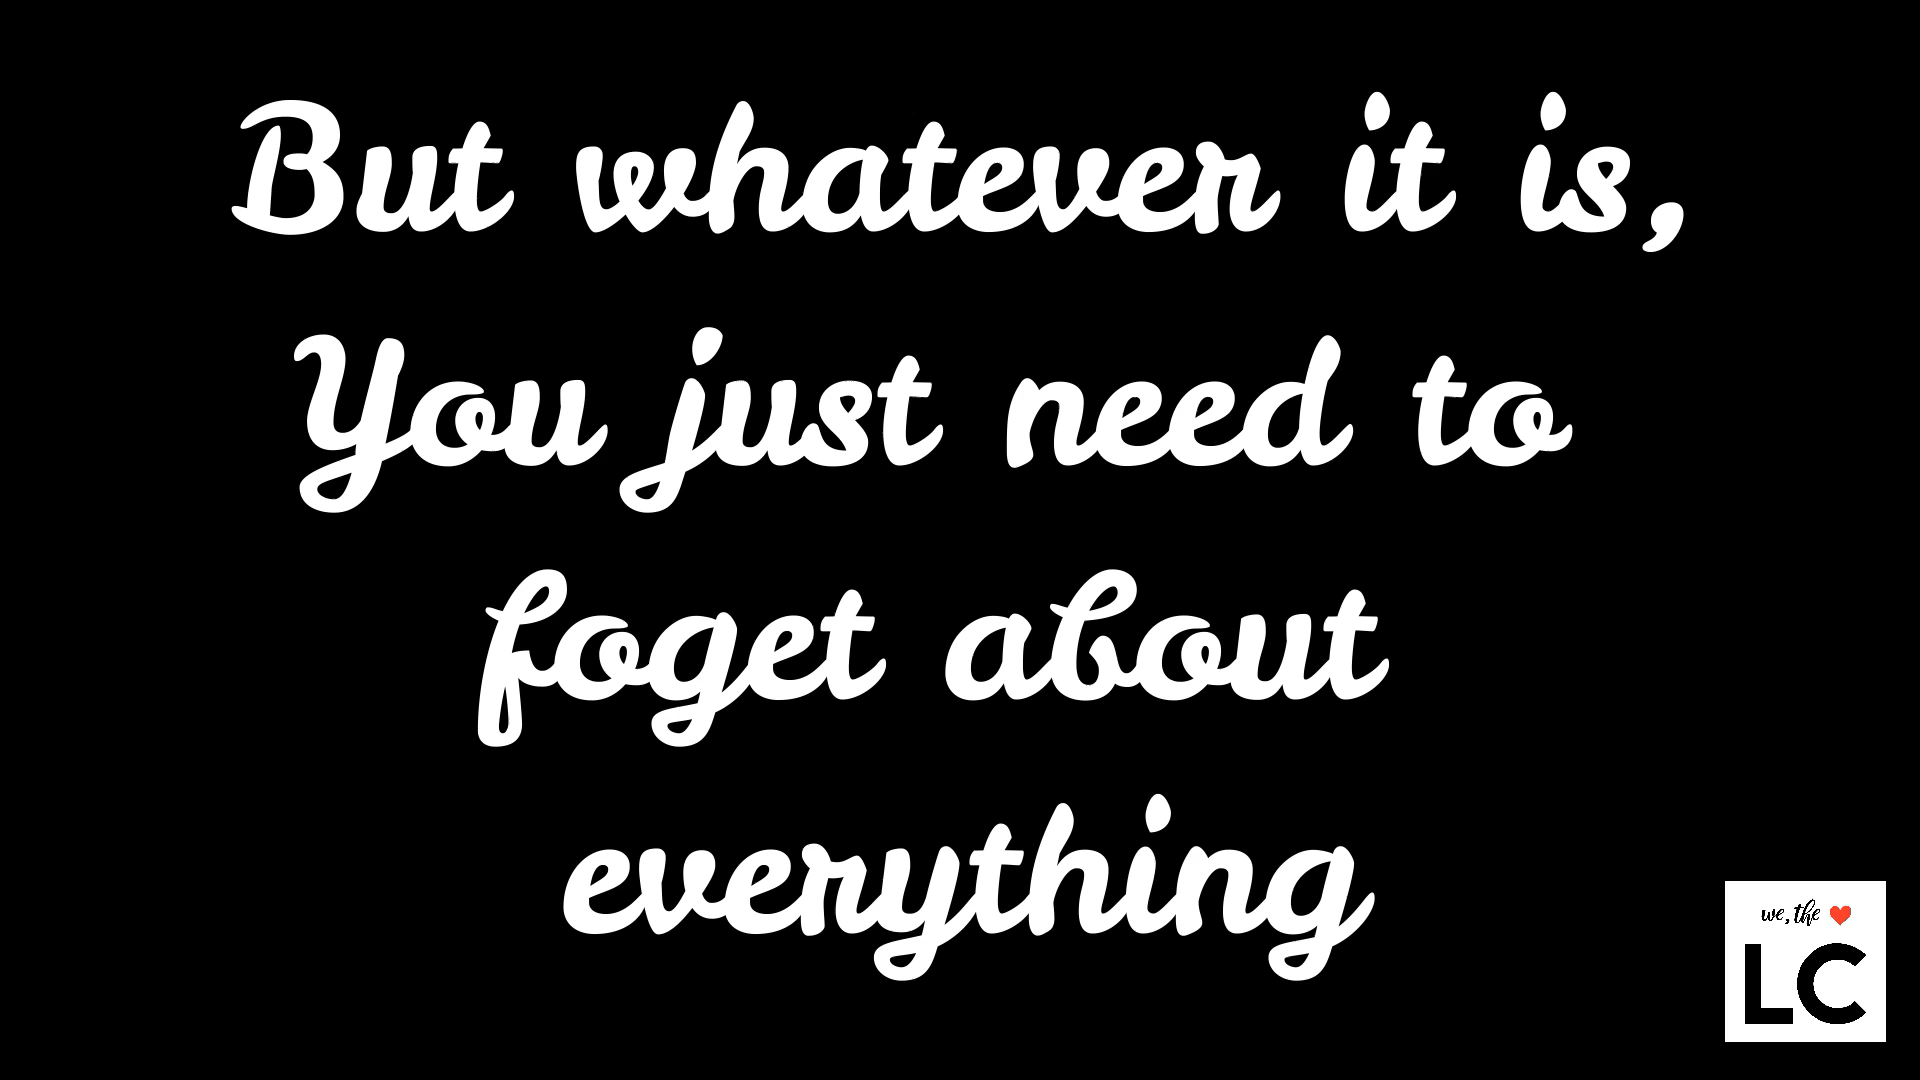 But whatever it is,
You just need to
foget about
everything
we, the
LC